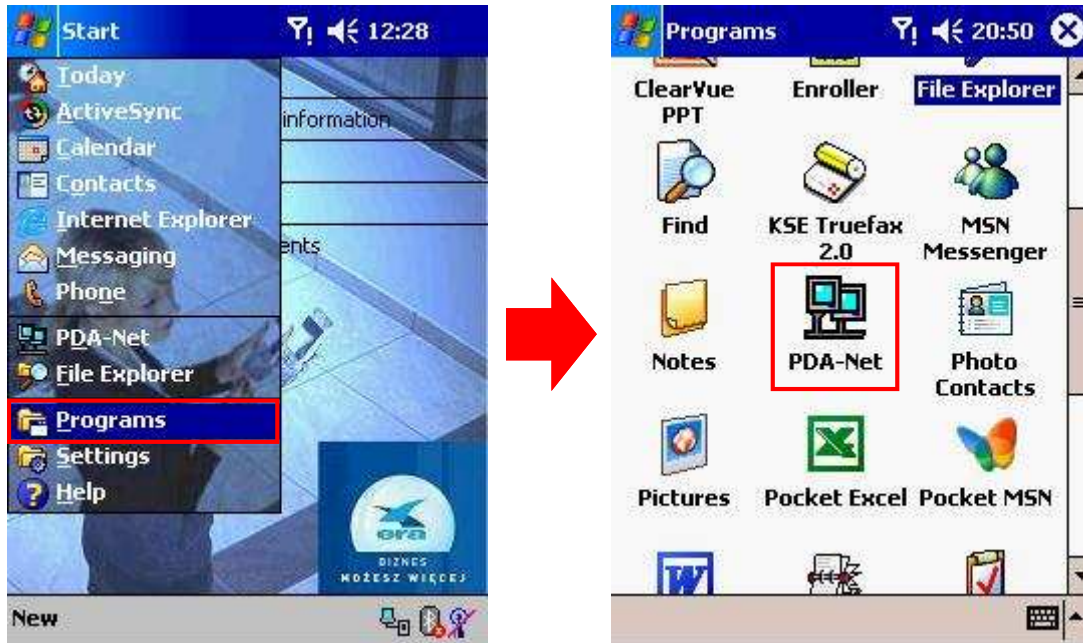 Start 12:28
Today
ActiveSync
Calendar
Contacts
Internet Explorer
Messaging
Phone
PDA-Net
File Explorer
Programs
Settings
Help
information
ents
era
BIZNES
MOŻESZ WIĘCEJ
New
Programs 20:50
ClearVue PPT
Enroller
File Explorer
Find
KSE Truefax 2.0
MSN Messenger
Notes
PDA-Net
Photo Contacts
Pictures
Pocket Excel
Pocket MSN